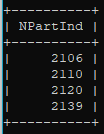 +-----------+
| NPartInd |
+-----------+
| 2106 |
| 2110 |
| 2120 |
| 2139 |
+-----------+